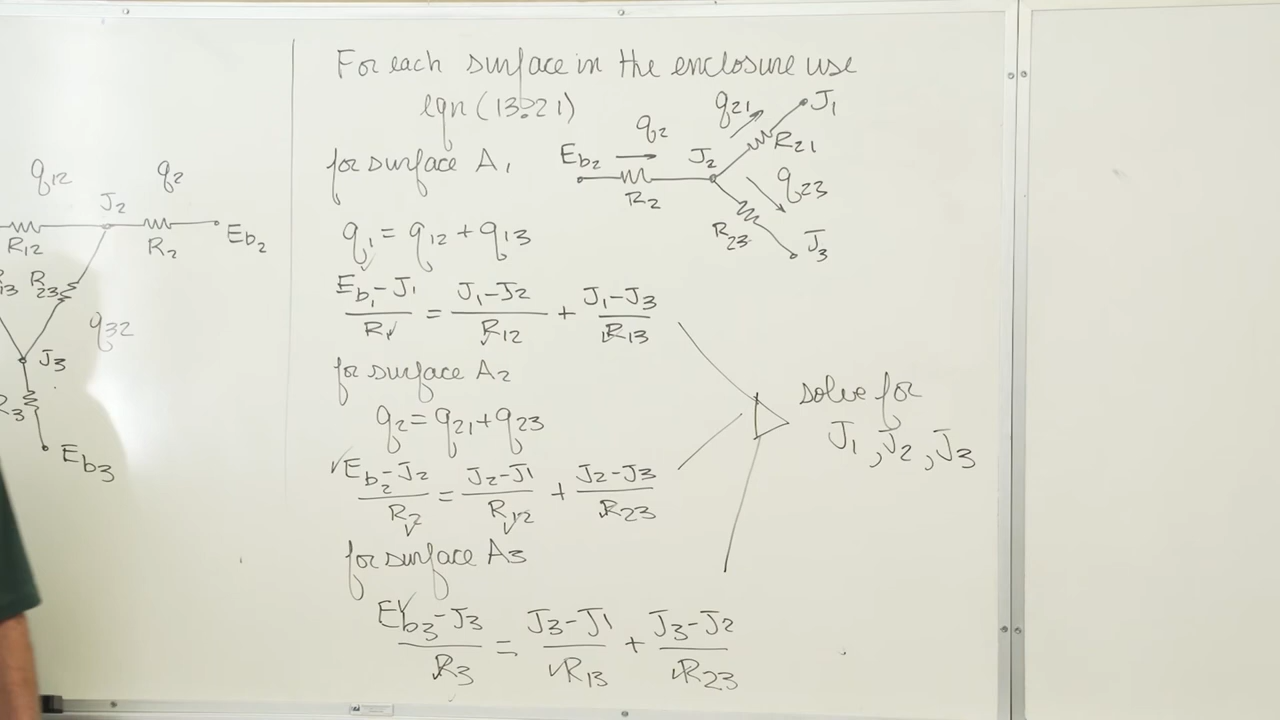 For each surface in the enclosure use
eqn (13.21)
for surface A1
q1 = q12 + q13
Eb1-J1/R1 = J1-J2/R12 + J1-J3/R13
for surface A2
q2 = q21 + q23
Eb2-J2/R2 = J2-J1/R12 + J2-J3/R23
for surface A3
Eb3-J3/R3 = J3-J1/R13 + J3-J2/R23
q2
q21
J1
Eb2
J2
R21
R2
q23
R23
J3
solve for
J1, J2, J3
q12
q2
J2
R12
R2
Eb2
R23
q32
J3
Eb3